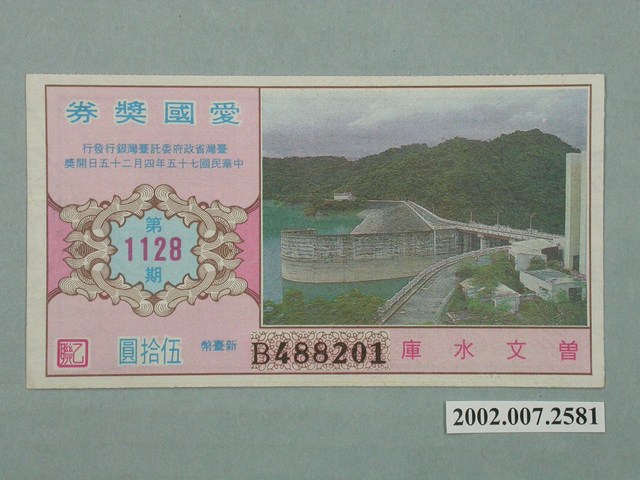 愛國獎券
臺灣省政府委託臺灣銀行發行
中華民國七十五年四月二十五日開獎
第
1128
期
新臺幣 伍拾圓
乙聯
B488201
曾文水庫
2002.007.2581